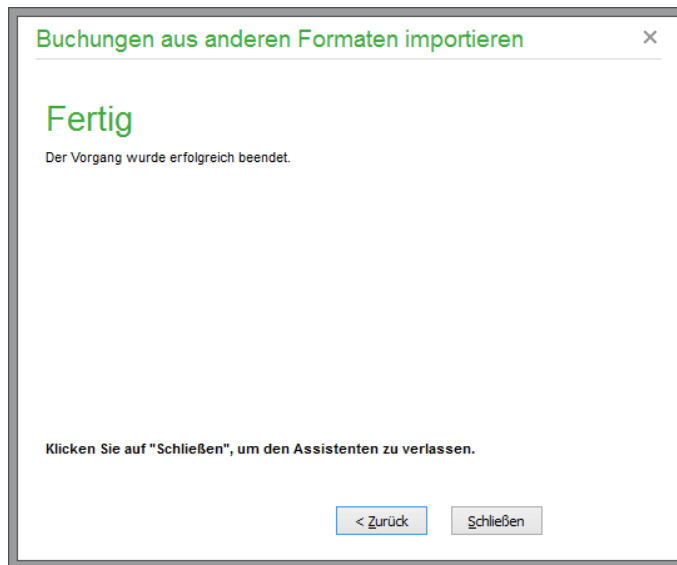 Buchungen aus anderen Formaten importieren
Fertig
Der Vorgang wurde erfolgreich beendet.
Klicken Sie auf "Schließen", um den Assistenten zu verlassen.
< Zurück
Schließen